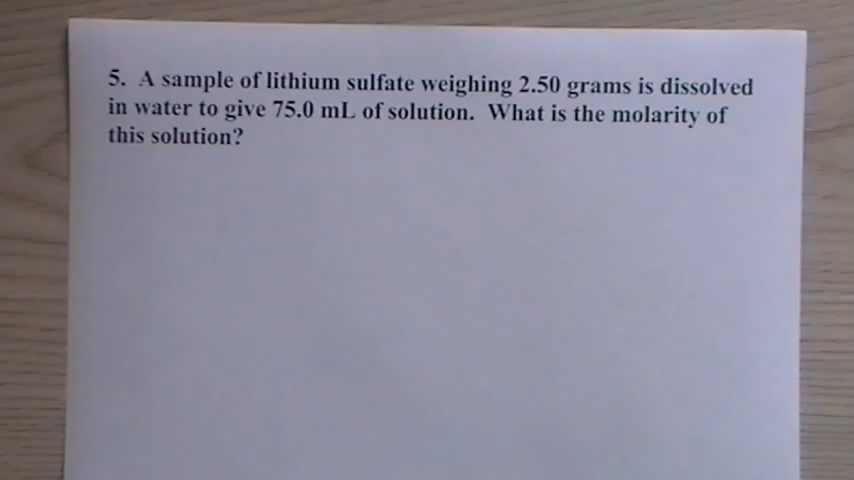 5. A sample of lithium sulfate weighing 2.50 grams is dissolved
in water to give 75.0 mL of solution. What is the molarity of
this solution?